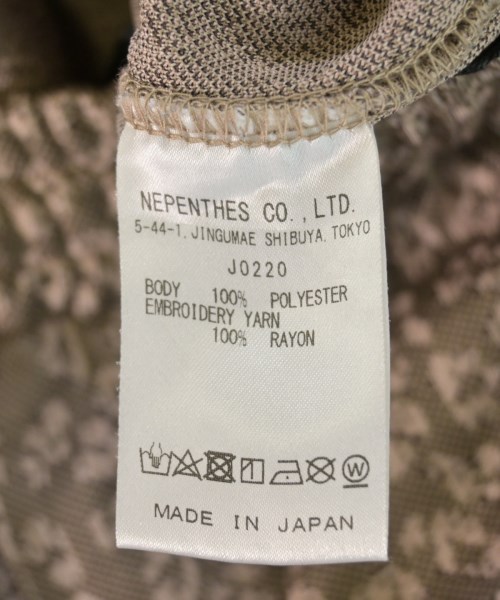 NEPENTHES CO., LTD.
5-44-1, JINGUMAE SHIBUYA, TOKYO
J0220
BODY 100% POLYESTER
EMBROIDERY YARN
100% RAYON
W
MADE IN JAPAN